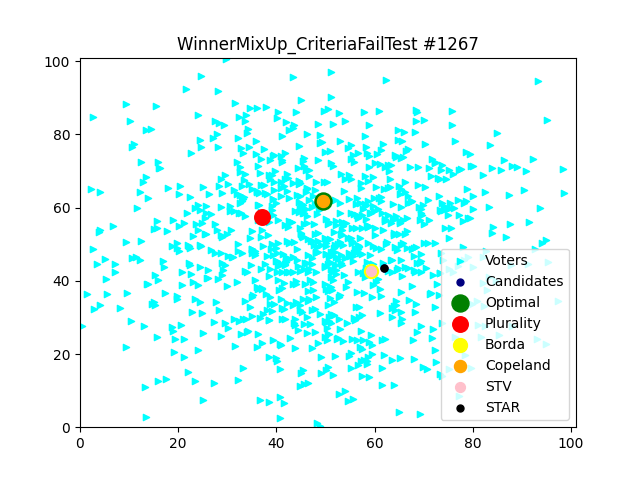 WinnerMixUp_CriteriaFailTest #1267
100
80
60
40
20
0
0 20 40 60 80 100
Voters
Candidates
Optimal
Plurality
Borda
Copeland
STV
STAR